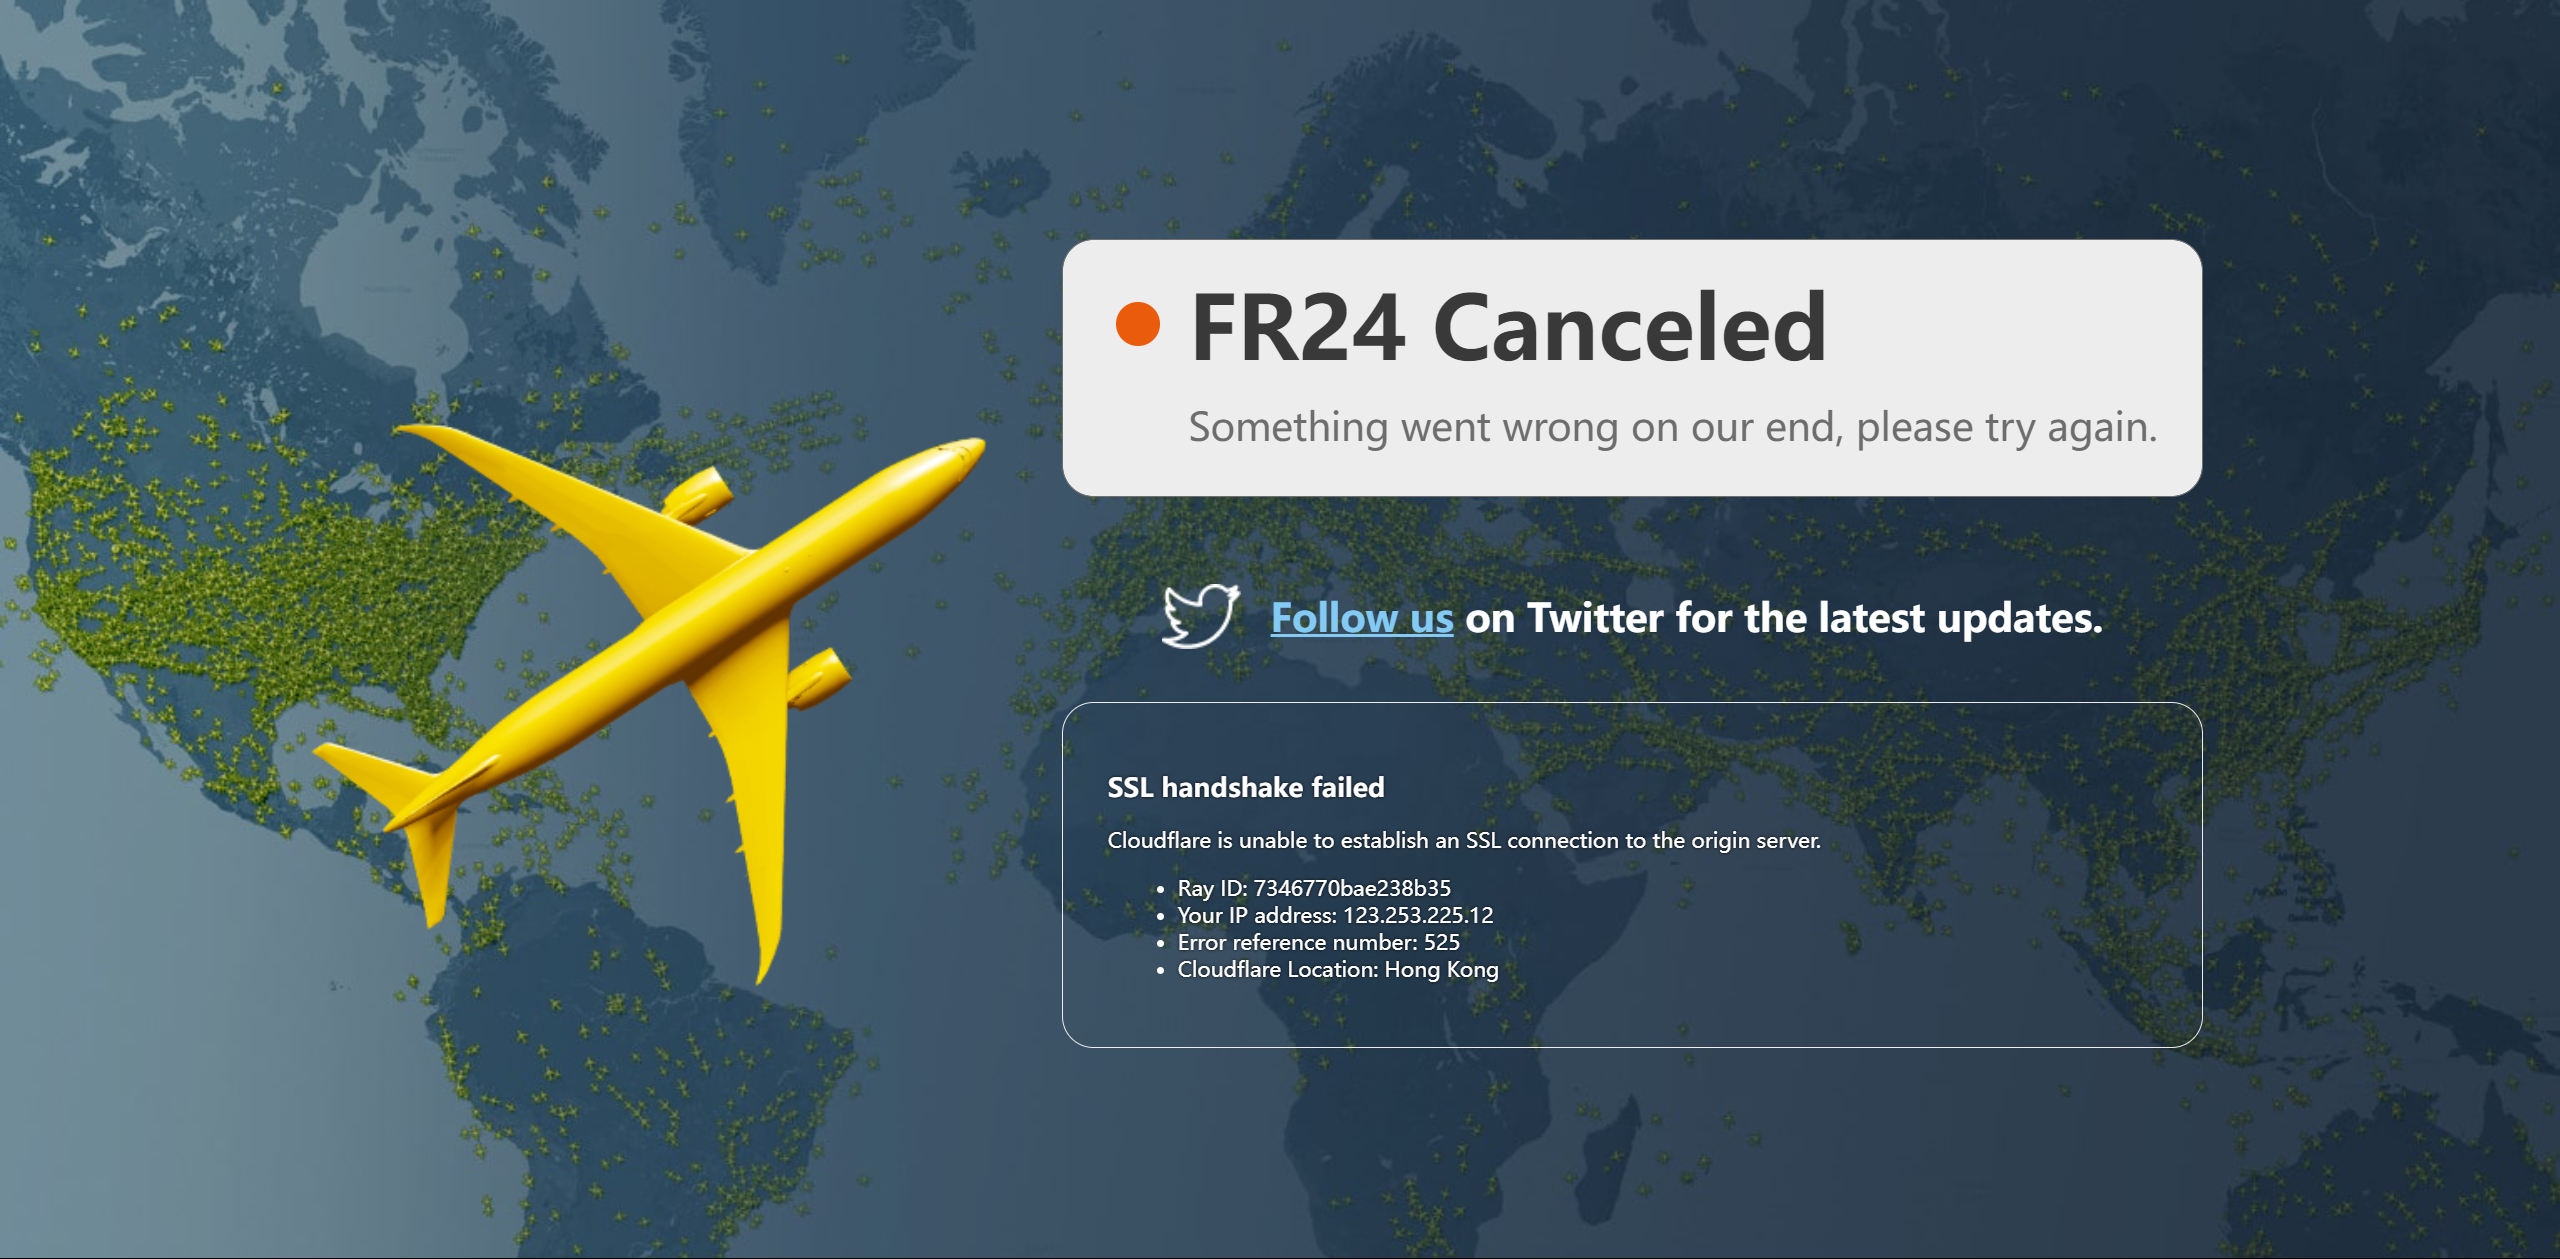 FR24 Canceled
Something went wrong on our end, please try again.
Follow us on Twitter for the latest updates.
SSL handshake failed
Cloudflare is unable to establish an SSL connection to the origin server.
• Ray ID: 7346770bae238b35
• Your IP address: 123.253.225.12
• Error reference number: 525
• Cloudflare Location: Hong Kong